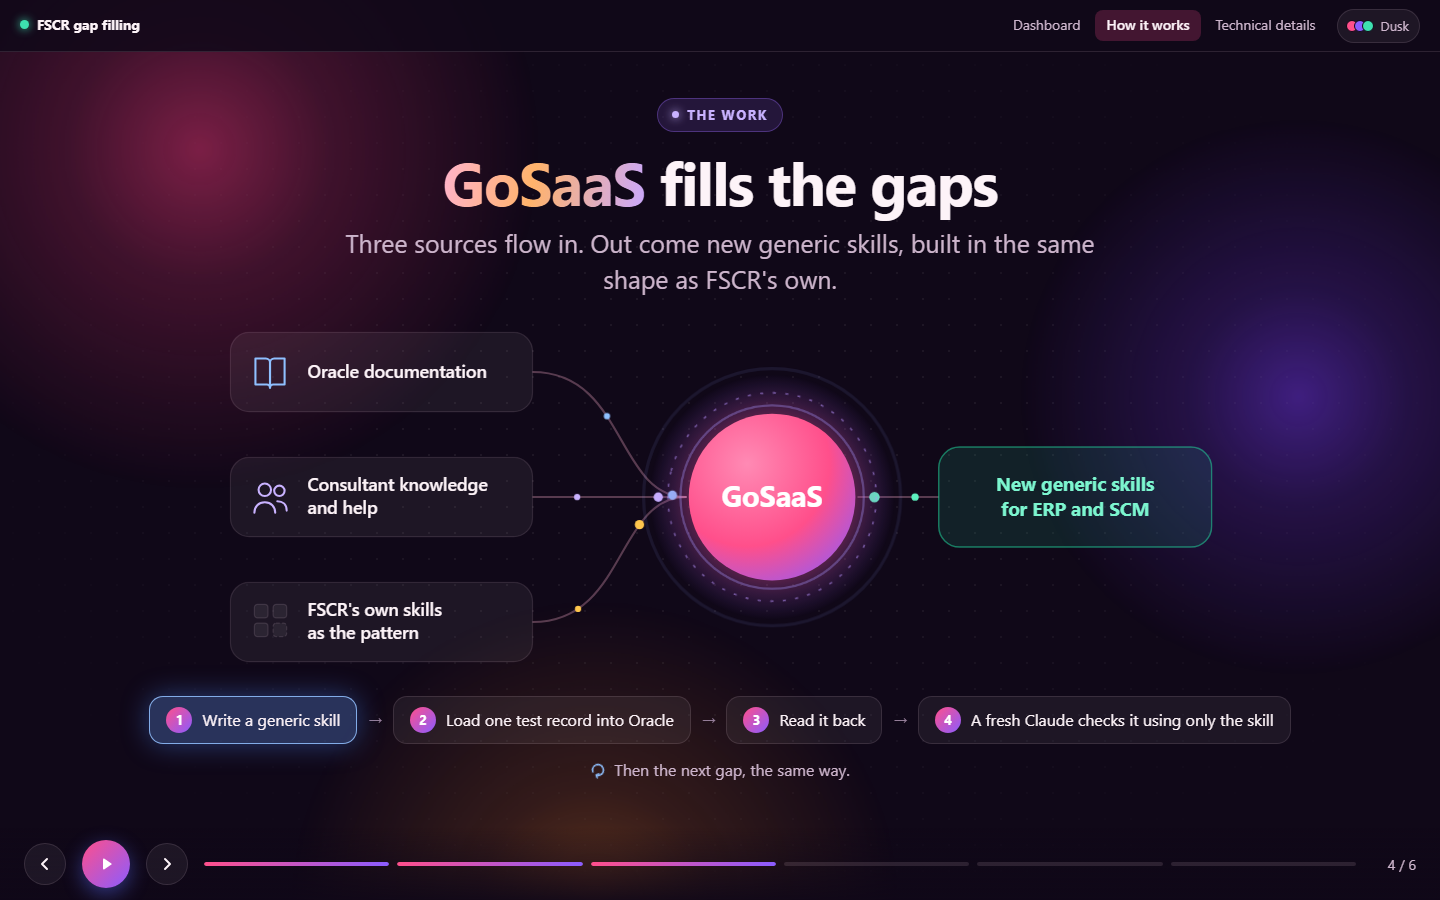 FSCR gap filling
Dashboard
How it works
Technical details
Dusk
THE WORK
GoSaaS fills the gaps
Three sources flow in. Out come new generic skills, built in the same
shape as FSCR's own.
Oracle documentation
Consultant knowledge
and help
FSCR's own skills
as the pattern
GoSaaS
New generic skills
for ERP and SCM
1 Write a generic skill
→
2 Load one test record into Oracle
→
3 Read it back
→
4 A fresh Claude checks it using only the skill
Then the next gap, the same way.
4 / 6